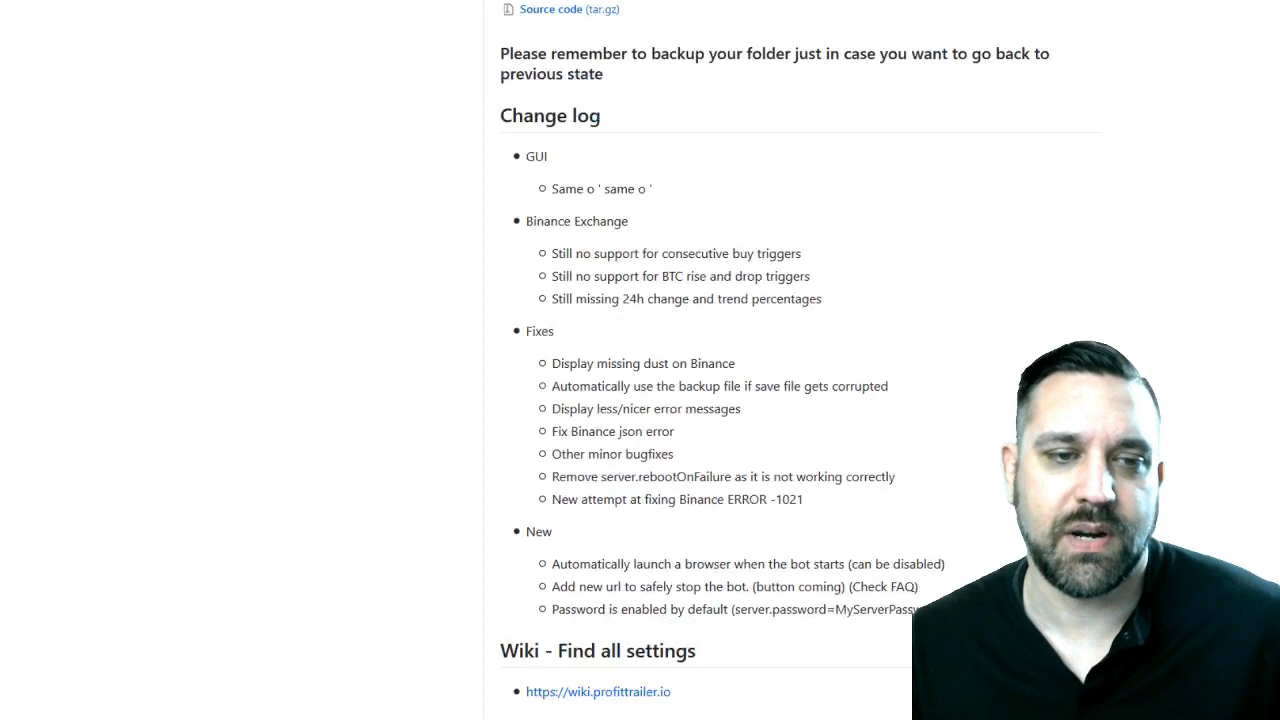 Source code (tar.gz)
Please remember to backup your folder just in case you want to go back to
previous state
Change log
GUI
Same o ' same o '
Binance Exchange
Still no support for consecutive buy triggers
Still no support for BTC rise and drop triggers
Still missing 24h change and trend percentages
Fixes
Display missing dust on Binance
Automatically use the backup file if save file gets corrupted
Display less/nicer error messages
Fix Binance json error
Other minor bugfixes
Remove server.rebootOnFailure as it is not working correctly
New attempt at fixing Binance ERROR -1021
New
Automatically launch a browser when the bot starts (can be disabled)
Add new url to safely stop the bot. (button coming) (Check FAQ)
Password is enabled by default
Wiki - Find all settings
https://wiki.profittrailer.io